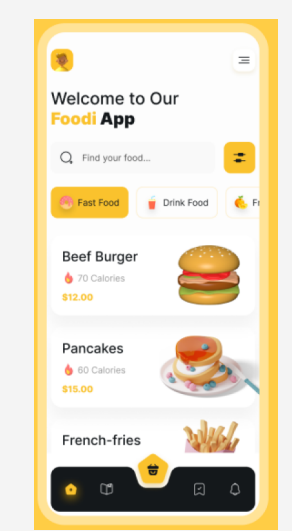 Welcome to Our
Foodi App
Find your food...
Fast Food
Drink Food
Beef Burger
70 Calories
$12.00
Pancakes
60 Calories
$15.00
French-fries